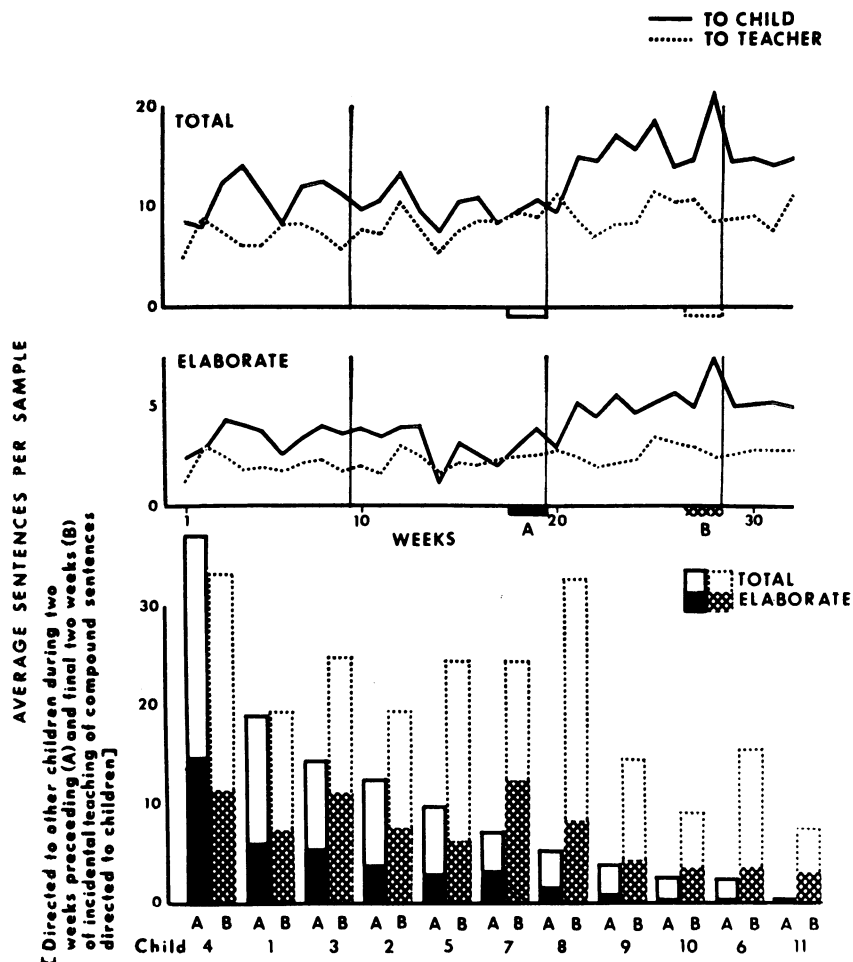 TO CHILD
TO TEACHER
20
TOTAL
10
0
ELABORATE
5
0
1
10
20
30
A
B
WEEKS
AVERAGE SENTENCES PER SAMPLE
[Directed to other children during two
weeks preceeding (A) and final two weeks (B)
of incidental teaching of compound sentences
directed to children]
TOTAL
ELABORATE
30
20
10
0
A B A B A B A B A B A B A B A B A B A B A B
Child 4 1 3 2 5 7 8 9 10 6 11